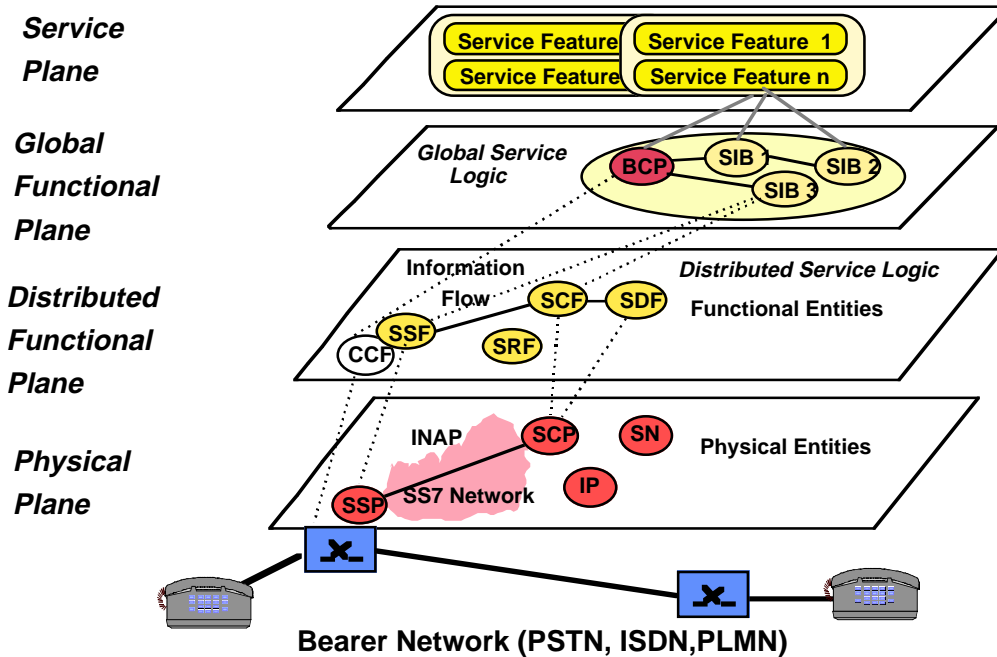 Service
Plane
Service Feature
Service Feature 1
Service Feature
Service Feature n
Global
Functional
Plane
Global Service
Logic
BCP
SIB 1
SIB 2
SIB 3
Distributed
Functional
Plane
Information
Flow
Distributed Service Logic
Functional Entities
SCF
SDF
SSF
SRF
CCF
Physical
Plane
INAP
SCP
SN
Physical Entities
SS7 Network
IP
SSP
Bearer Network (PSTN, ISDN,PLMN)